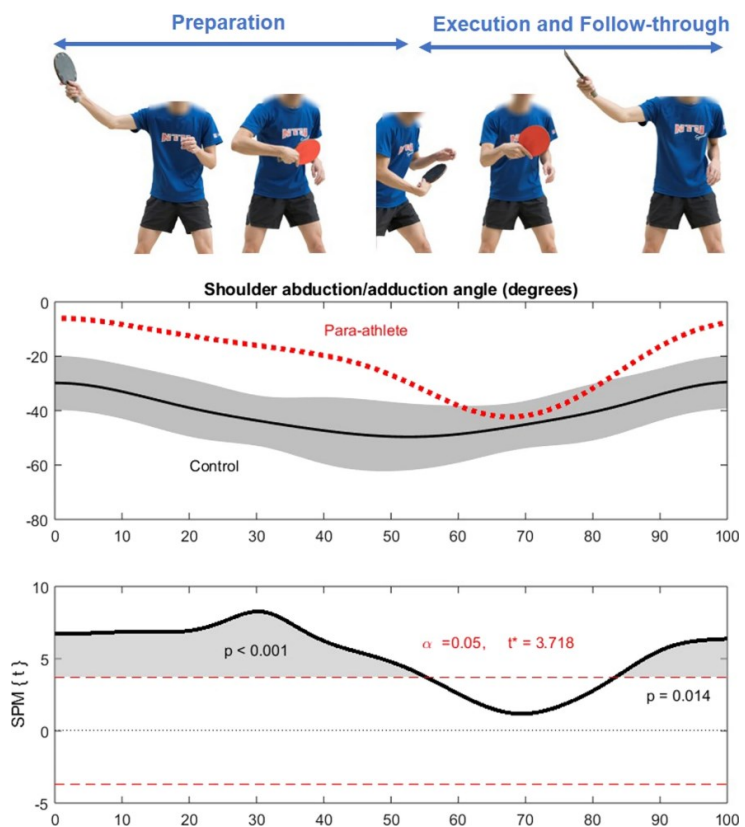 Preparation
Execution and Follow-through
Shoulder abduction/adduction angle (degrees)
0
-20
-40
-60
-80
Para-athlete
Control
0 10 20 30 40 50 60 70 80 90 100
SPM { t }
10
5
0
-5
p < 0.001
α =0.05, t* = 3.718
p = 0.014
0 10 20 30 40 50 60 70 80 90 100